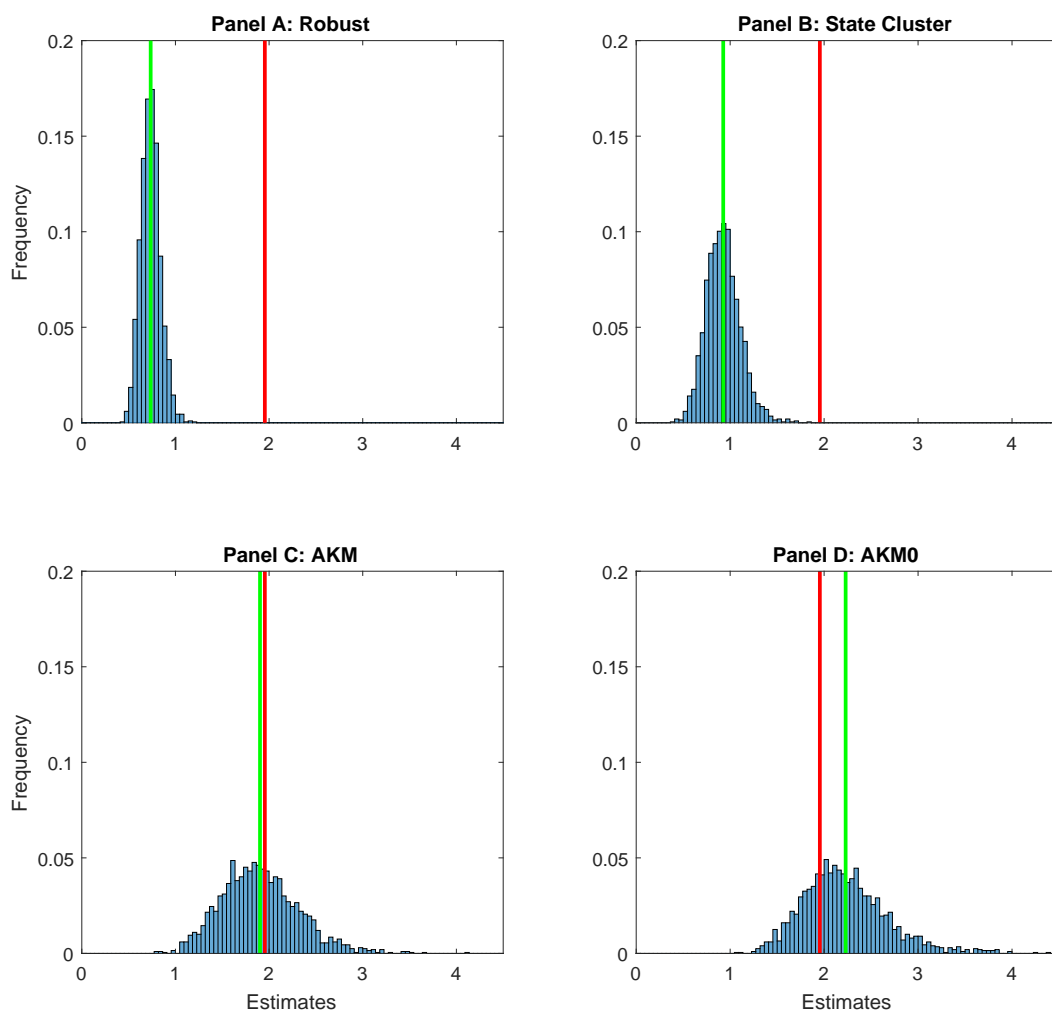 Panel A: Robust
0.2
0.15
0.1
0.05
0
Frequency
0 1 2 3 4
Panel B: State Cluster
0.2
0.15
0.1
0.05
0
0 1 2 3 4
Panel C: AKM
0.2
0.15
0.1
0.05
0
Frequency
0 1 2 3 4
Estimates
Panel D: AKM0
0.2
0.15
0.1
0.05
0
0 1 2 3 4
Estimates